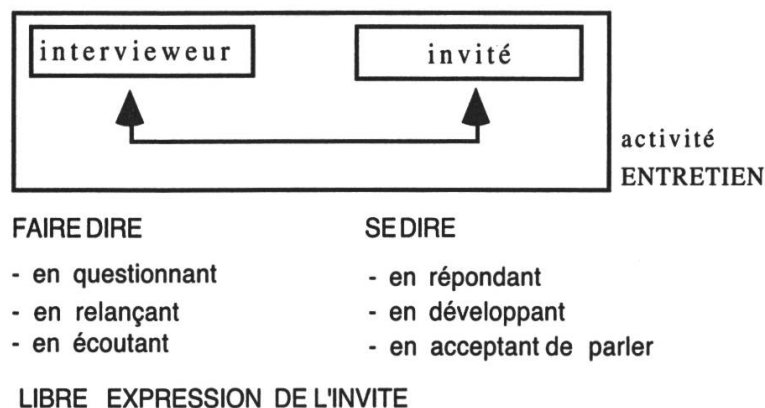 intervieweur
invité
activité
ENTRETIEN
FAIRE DIRE
SE DIRE
- en questionnant
- en répondant
- en relançant
- en développant
- en écoutant
- en acceptant de parler
LIBRE EXPRESSION DE L'INVITE